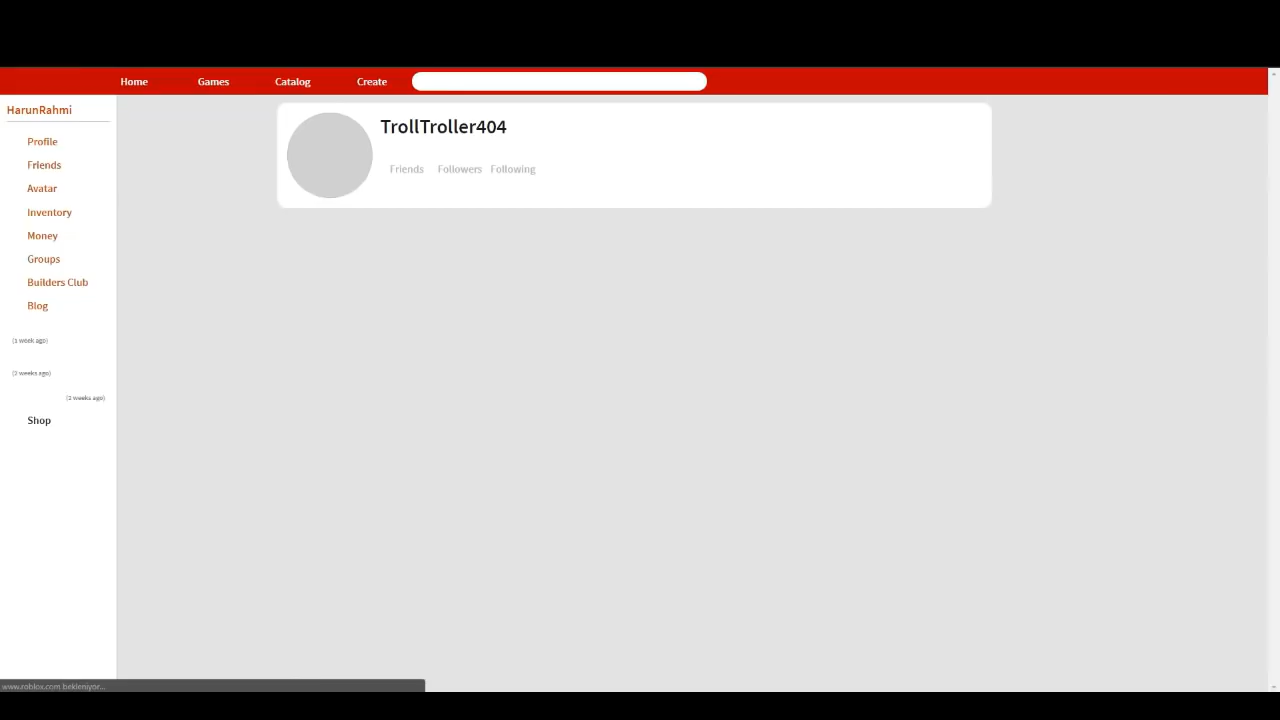 Home Games Catalog Create
HarunRahmi
Profile
Friends
Avatar
Inventory
Money
Groups
Builders Club
Blog
(1 week ago)
(2 weeks ago)
(2 weeks ago)
Shop
TrollTroller404
Friends Followers Following
www.roblox.com bekleniyor...